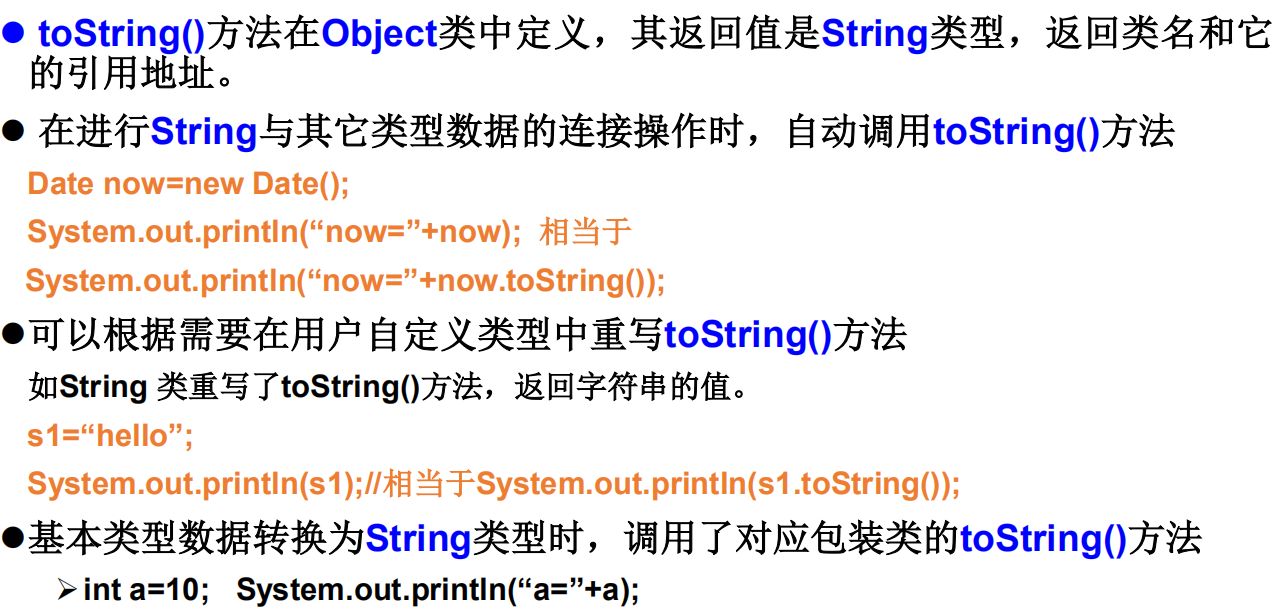 ● toString()方法在Object类中定义，其返回值是String类型，返回类名和它
的引用地址。
● 在进行String与其它类型数据的连接操作时，自动调用toString()方法
Date now=new Date();
System.out.println(“now=”+now); 相当于
System.out.println(“now=”+now.toString());
●可以根据需要在用户自定义类型中重写toString()方法
如String 类重写了toString()方法，返回字符串的值。
s1=“hello”;
System.out.println(s1);//相当于System.out.println(s1.toString());
●基本类型数据转换为String类型时，调用了对应包装类的toString()方法
➢int a=10; System.out.println(“a=”+a);